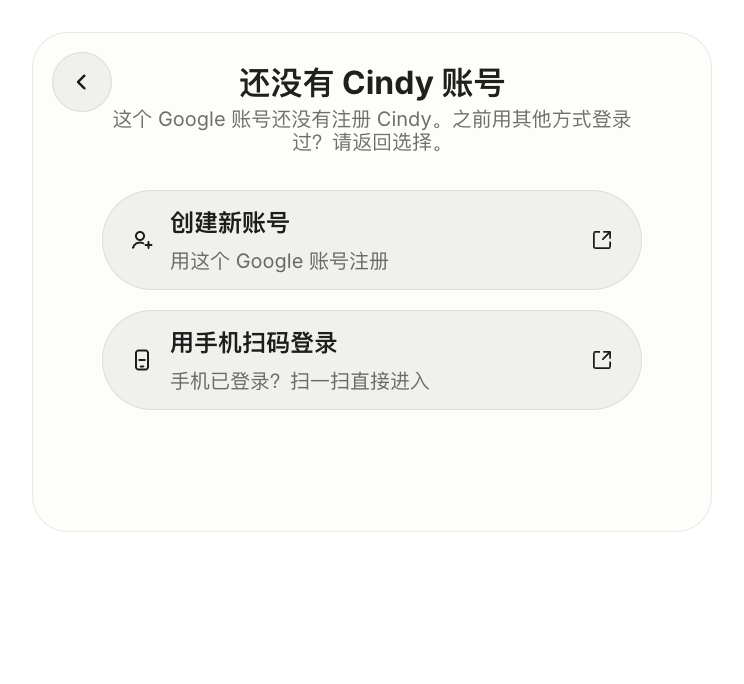 还没有 Cindy 账号
这个 Google 账号还没有注册 Cindy。之前用其他方式登录
过？请返回选择。
创建新账号
用这个 Google 账号注册
用手机扫码登录
手机已登录？扫一扫直接进入